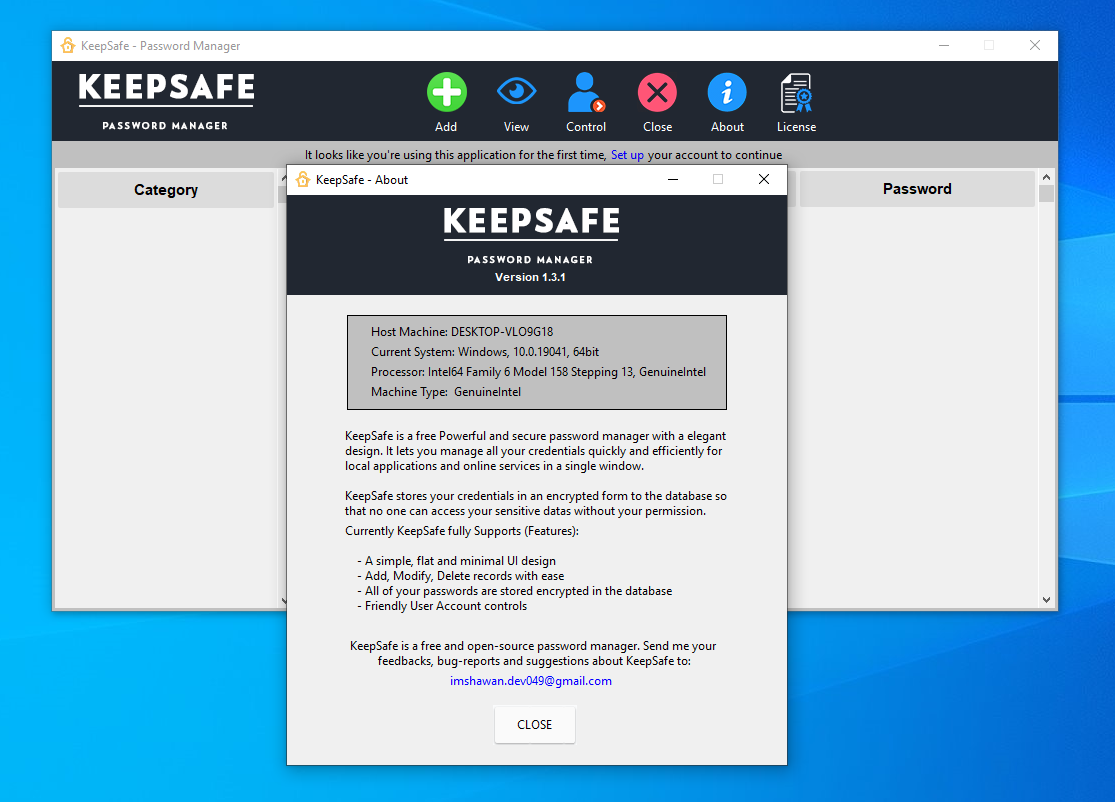 KeepSafe - Password Manager
KEEPSAFE
PASSWORD MANAGER
Add View Control Close About License
It looks like you're using this application for the first time, Set up your account to continue
Category
Password
KeepSafe - About
KEEPSAFE
PASSWORD MANAGER
Version 1.3.1
Host Machine: DESKTOP-VLO9G18
Current System: Windows, 10.0.19041, 64bit
Processor: Intel64 Family 6 Model 158 Stepping 13, GenuineIntel
Machine Type: GenuineIntel
KeepSafe is a free Powerful and secure password manager with a elegant
design. It lets you manage all your credentials quickly and efficiently for
local applications and online services in a single window.
KeepSafe stores your credentials in an encrypted form to the database so
that no one can access your sensitive datas without your permission.
Currently KeepSafe fully Supports (Features):
- A simple, flat and minimal UI design
- Add, Modify, Delete records with ease
- All of your passwords are stored encrypted in the database
- Friendly User Account controls
KeepSafe is a free and open-source password manager. Send me your
feedbacks, bug-reports and suggestions about KeepSafe to:
imshawan.dev049@gmail.com
CLOSE